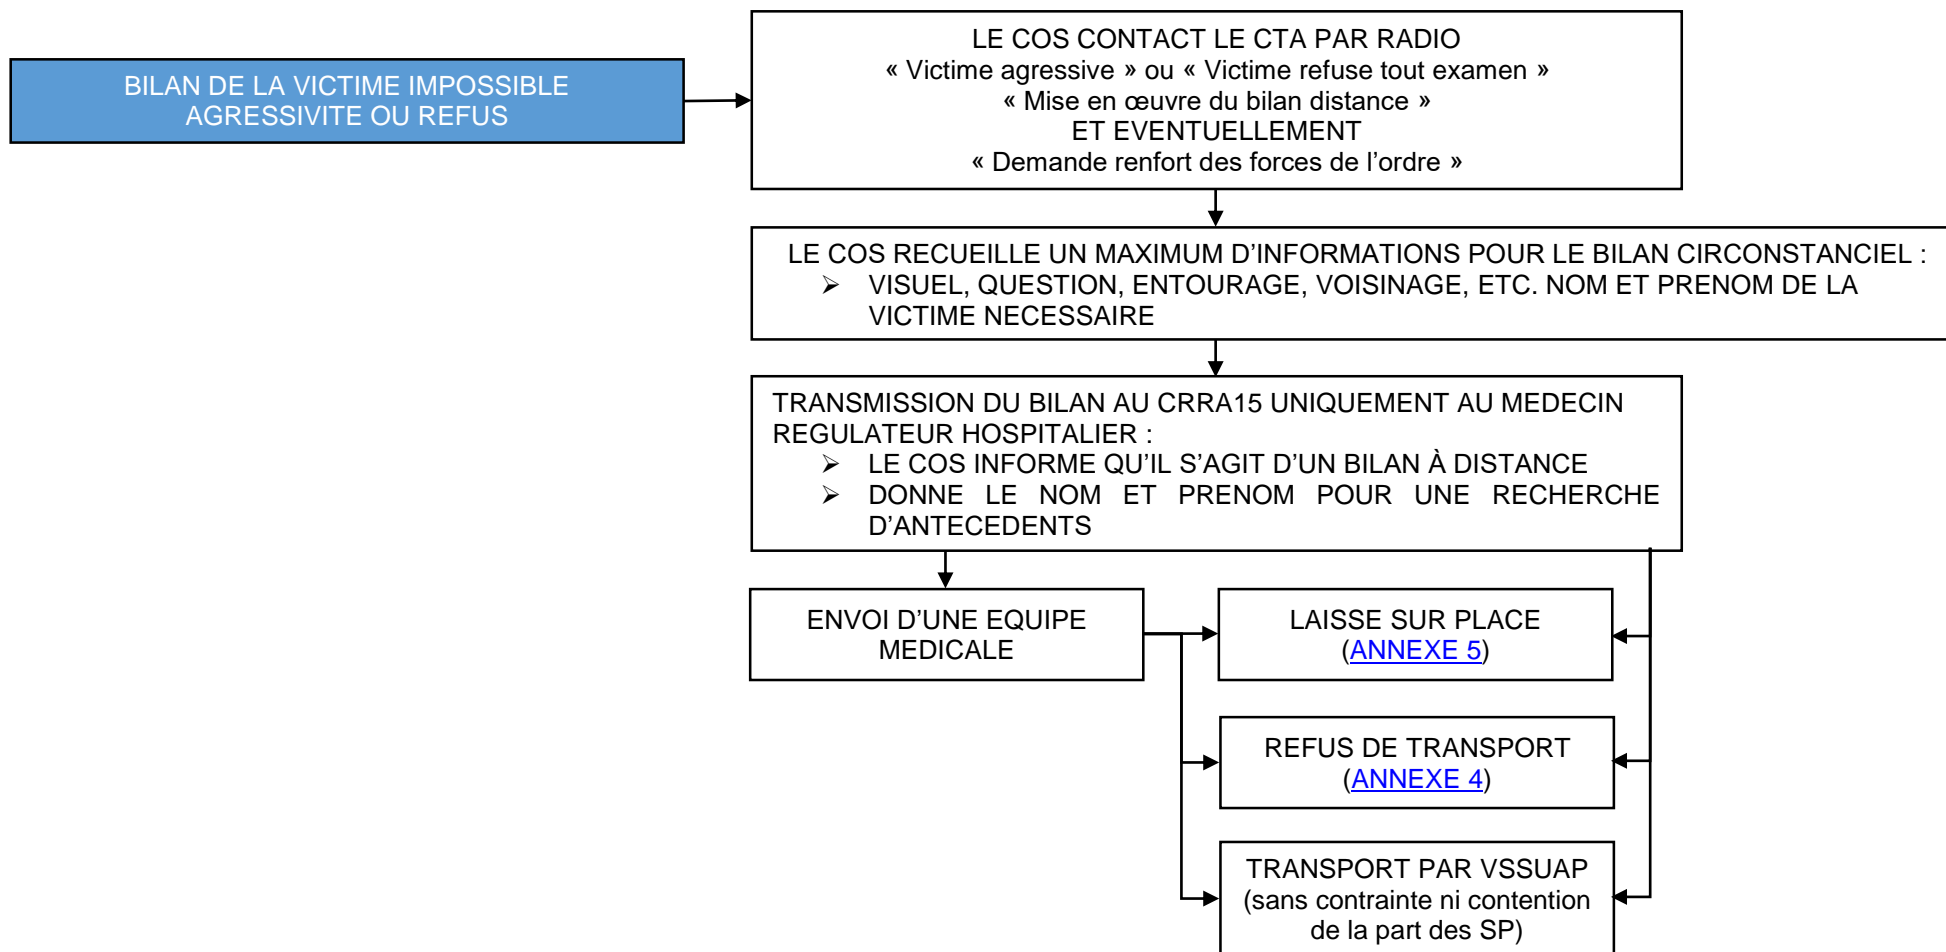 BILAN DE LA VICTIME IMPOSSIBLE
AGRESSIVITE OU REFUS
LE COS CONTACT LE CTA PAR RADIO
« Victime agressive » ou « Victime refuse tout examen »
« Mise en œuvre du bilan distance »
ET EVENTUELLEMENT
« Demande renfort des forces de l’ordre »
LE COS RECUEILLE UN MAXIMUM D’INFORMATIONS POUR LE BILAN CIRCONSTANCIEL :
➢ VISUEL, QUESTION, ENTOURAGE, VOISINAGE, ETC. NOM ET PRENOM DE LA
VICTIME NECESSAIRE
TRANSMISSION DU BILAN AU CRRA15 UNIQUEMENT AU MEDECIN
REGULATEUR HOSPITALIER :
➢ LE COS INFORME QU’IL S’AGIT D’UN BILAN À DISTANCE
➢ DONNE LE NOM ET PRENOM POUR UNE RECHERCHE
D’ANTECEDENTS
ENVOI D’UNE EQUIPE
MEDICALE
LAISSE SUR PLACE
(ANNEXE 5)
REFUS DE TRANSPORT
(ANNEXE 4)
TRANSPORT PAR VSSUAP
(sans contrainte ni contention
de la part des SP)